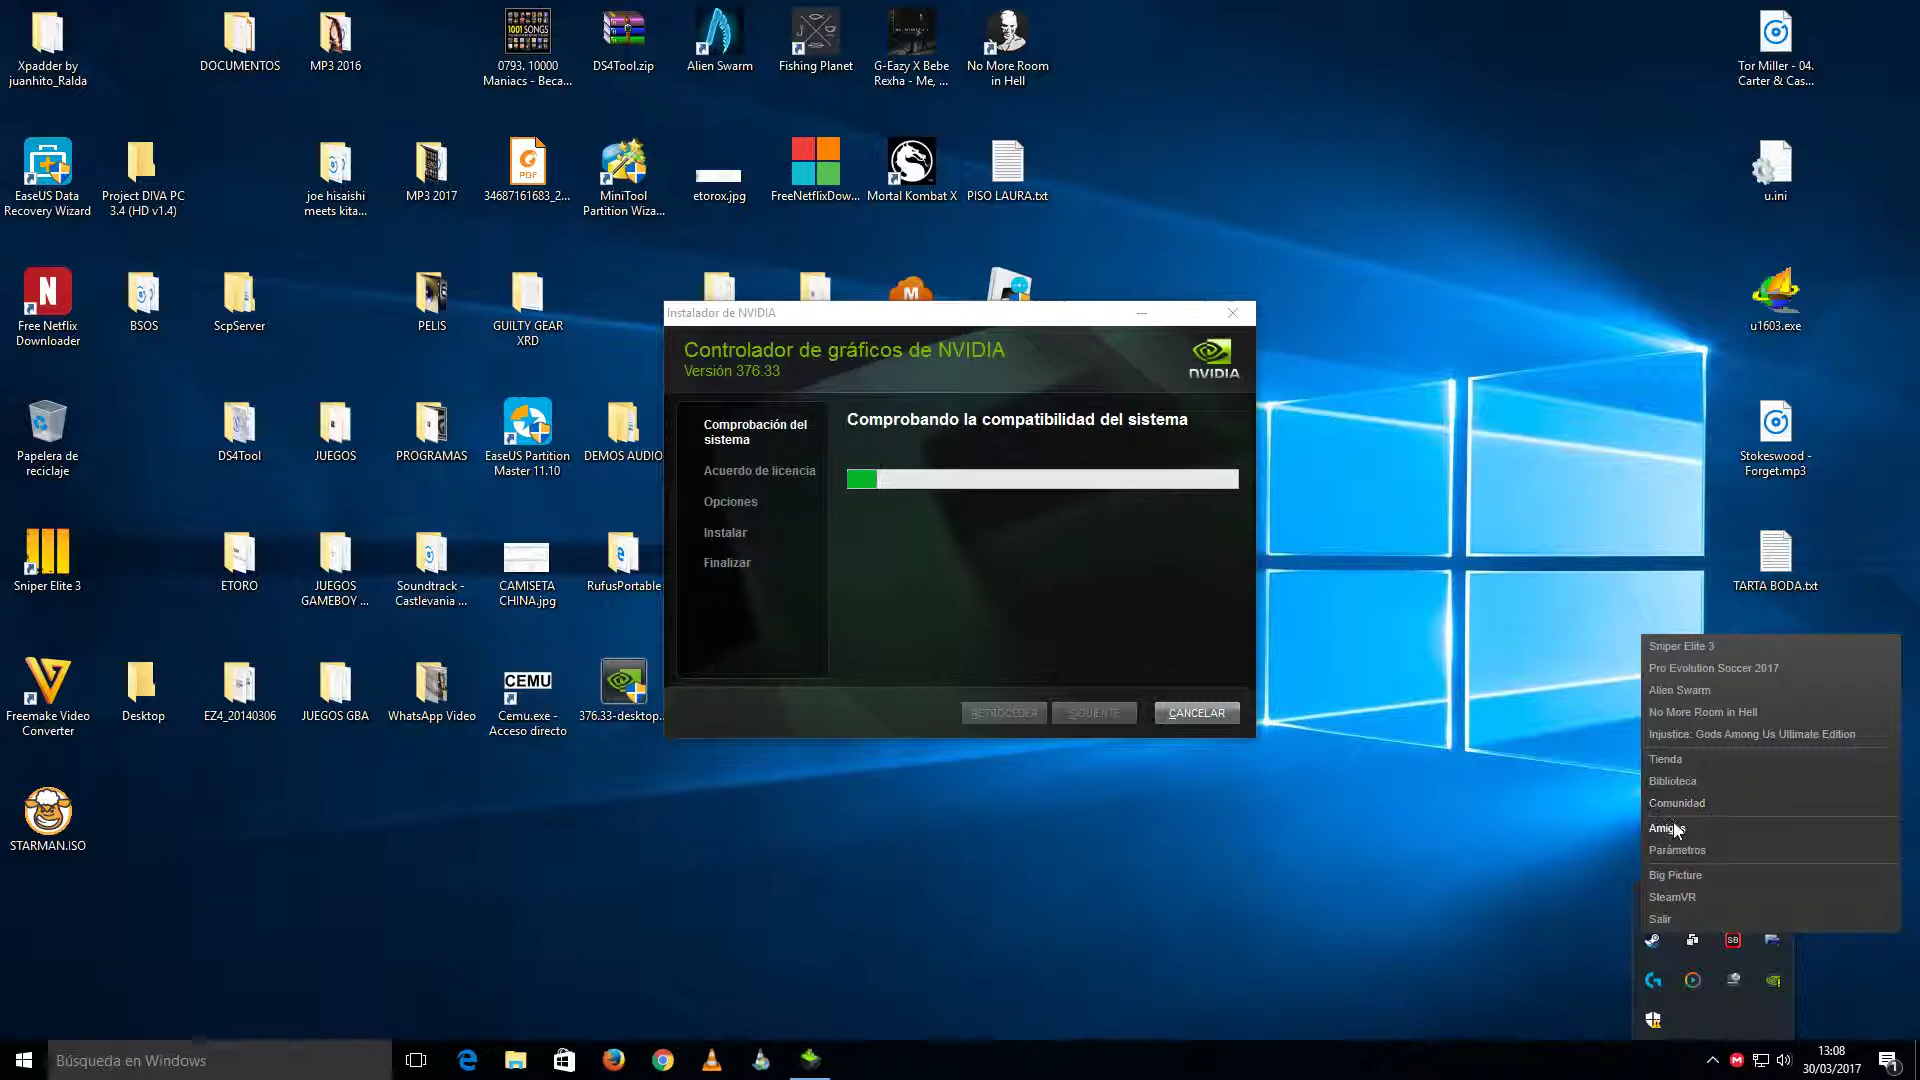 Xpadder by
juanhito_Ralda
DOCUMENTOS
MP3 2016
1001
SONGS
0793. 10000
Maniacs - Beca...
DS4Tool.zip
Alien Swarm
Fishing Planet
G-Eazy X Bebe
Rexha - Me, ...
No More Room
in Hell
Tor Miller - 04.
Carter & Cas...
EaseUS Data
Recovery Wizard
Project DIVA PC
3.4 (HD v1.4)
joe hisaishi
meets kita...
MP3 2017
PDF
34687161683_2...
MiniTool
Partition Wiza...
etorox.jpg
FreeNetflixDow...
Mortal Kombat X
PISO LAURA.txt
u.ini
N
Free Netflix
Downloader
BSOS
ScpServer
PELIS
GUILTY GEAR
XRD
M
u1603.exe
Papelera de
reciclaje
DS4Tool
JUEGOS
PROGRAMAS
EaseUS Partition
Master 11.10
DEMOS AUDIO
Stokeswood -
Forget.mp3
Sniper Elite 3
ETORO
JUEGOS
GAMEBOY ...
Soundtrack -
Castlevania ...
CAMISETA
CHINA.jpg
RufusPortable
TARTA BODA.txt
Freemake Video
Converter
Desktop
EZ4_20140306
JUEGOS GBA
WhatsApp Video
CEMU
Cemu.exe -
Acceso directo
376.33-desktop...
STARMAN.ISO
Instalador de NVIDIA
Controlador de gráficos de NVIDIA
Versión 376.33
NVIDIA
Comprobación del
sistema
Acuerdo de licencia
Opciones
Instalar
Finalizar
Comprobando la compatibilidad del sistema
RETROCEDER
SIGUIENTE
CANCELAR
Sniper Elite 3
Pro Evolution Soccer 2017
Alien Swarm
No More Room in Hell
Injustice: Gods Among Us Ultimate Edition
Tienda
Biblioteca
Comunidad
Amigos
Parámetros
Big Picture
SteamVR
Salir
SB
Búsqueda en Windows
M
13:08
30/03/2017
1